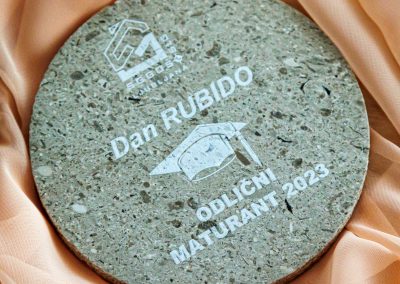 Dan RUBIDO
ODLIČNI
MATURANT 2023